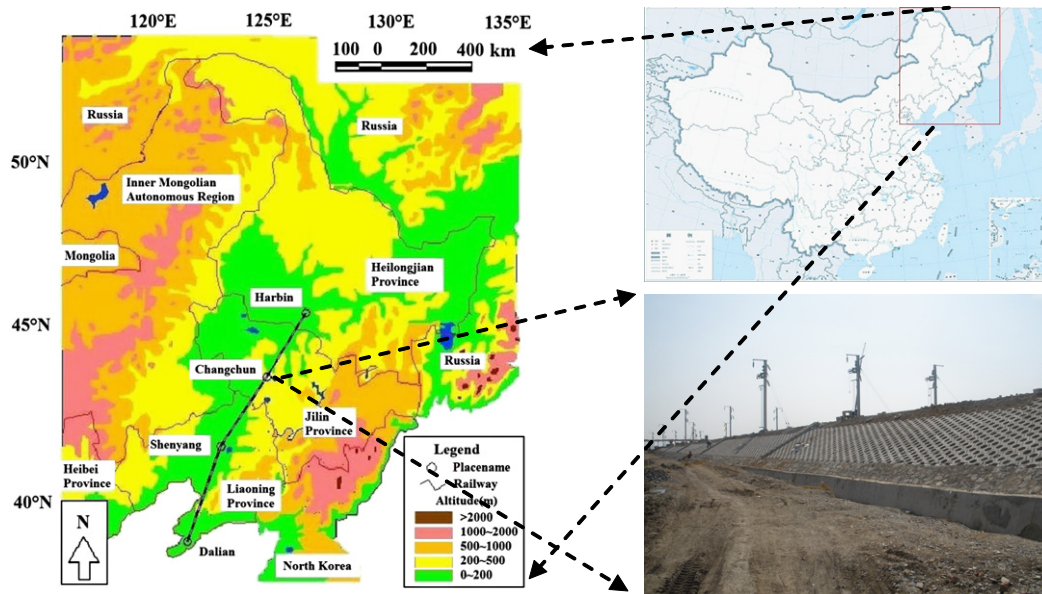 120°E 125°E 130°E 135°E
100 0 200 400 km
Russia
Russia
50°N
Inner Mongolian
Autonomous Region
Mongolia
Heilongjian
Province
Harbin
45°N
Russia
Changchun
Jilin
Province
Shenyang
Heibei
Province
Liaoning
Province
40°N
N
Dalian
North Korea
Legend
Placename
Railway
Altitude(m)
>2000
1000~2000
500~1000
200~500
0~200